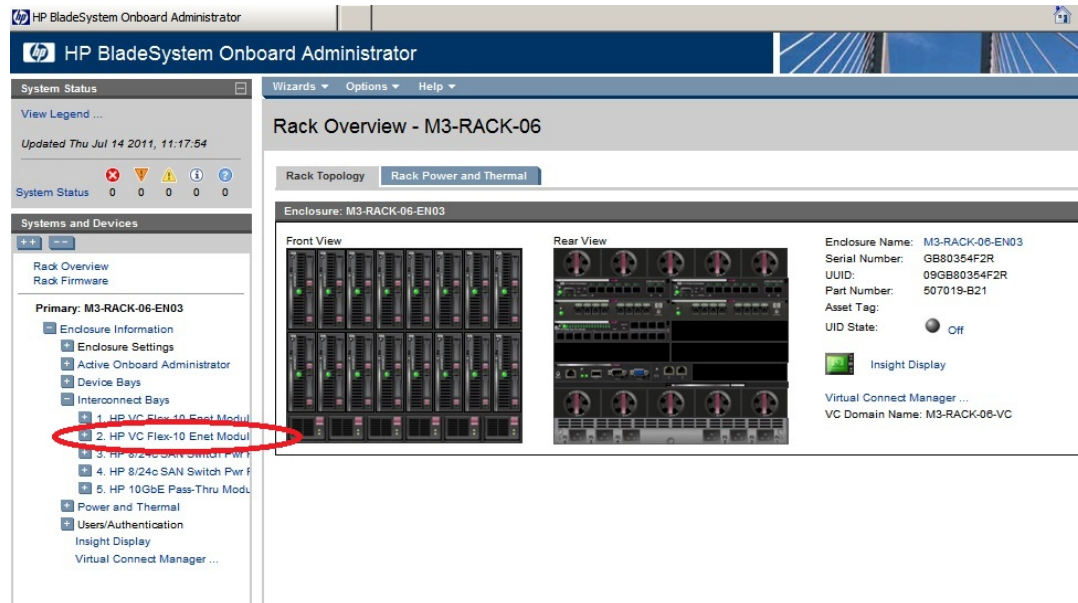 HP BladeSystem Onboard Administrator
hp HP BladeSystem Onboard Administrator
System Status
View Legend ...
Updated Thu Jul 14 2011, 11:17:54
System Status 0 0 0 0 0
Systems and Devices
Rack Overview
Rack Firmware
Primary: M3-RACK-06-EN03
Enclosure Information
Enclosure Settings
Active Onboard Administrator
Device Bays
Interconnect Bays
1. HP VC Flex-10 Enet Modul
2. HP VC Flex-10 Enet Modul
3. HP 8/24c SAN Switch Pwr
4. HP 8/24c SAN Switch Pwr
5. HP 10GbE Pass-Thru Modu
Power and Thermal
Users/Authentication
Insight Display
Virtual Connect Manager ...
Wizards Options Help
Rack Overview - M3-RACK-06
Rack Topology Rack Power and Thermal
Enclosure: M3-RACK-06-EN03
Front View
Rear View
Enclosure Name: M3-RACK-06-EN03
Serial Number: GB80354F2R
UUID: 09GB80354F2R
Part Number: 507019-B21
Asset Tag:
UID State: Off
Insight Display
Virtual Connect Manager ...
VC Domain Name: M3-RACK-06-VC